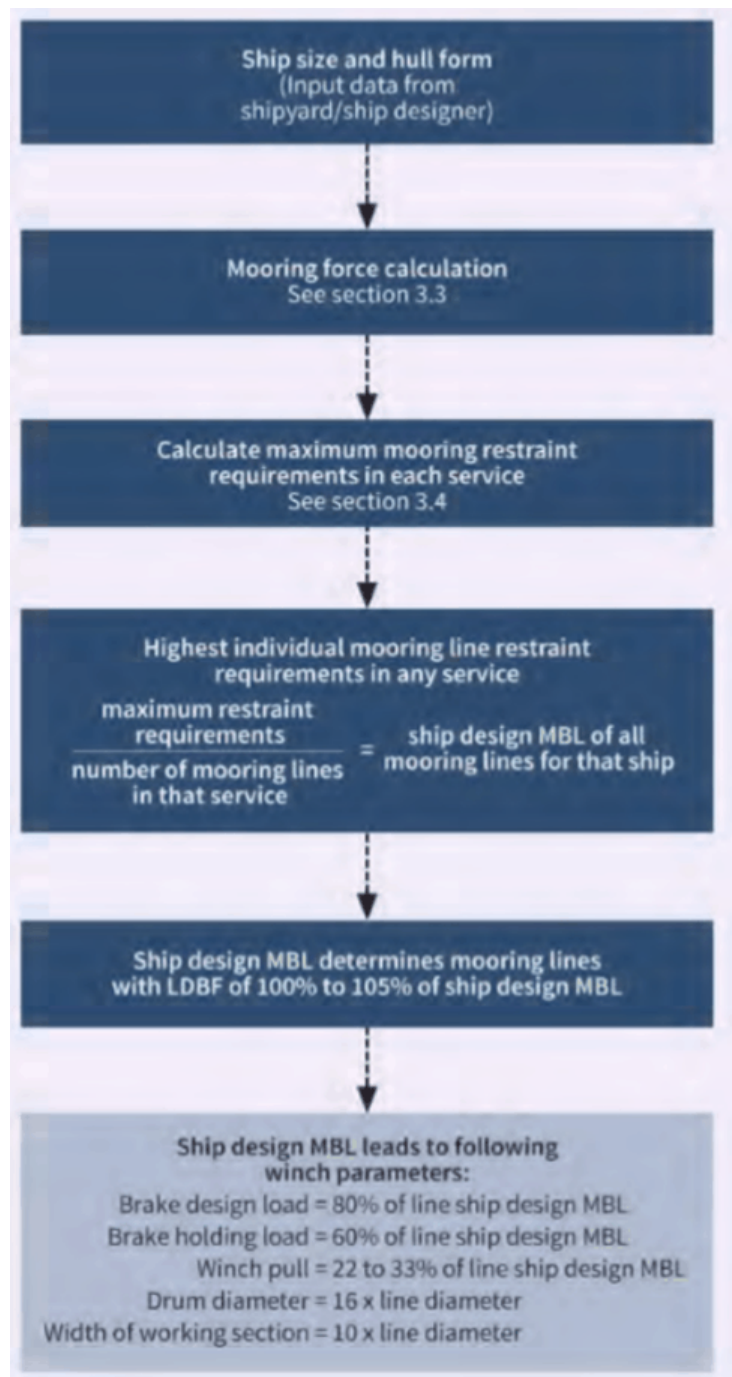 Ship size and hull form
(Input data from
shipyard/ship designer)
Mooring force calculation
See section 3.3
Calculate maximum mooring restraint
requirements in each service
See section 3.4
Highest individual mooring line restraint
requirements in any service
maximum restraint
requirements
number of mooring lines
in that service
=
ship design MBL of all
mooring lines for that ship
Ship design MBL determines mooring lines
with LDBF of 100% to 105% of ship design MBL
Ship design MBL leads to following
winch parameters:
Brake design load = 80% of line ship design MBL
Brake holding load = 60% of line ship design MBL
Winch pull = 22 to 33% of line ship design MBL
Drum diameter = 16 x line diameter
Width of working section = 10 x line diameter